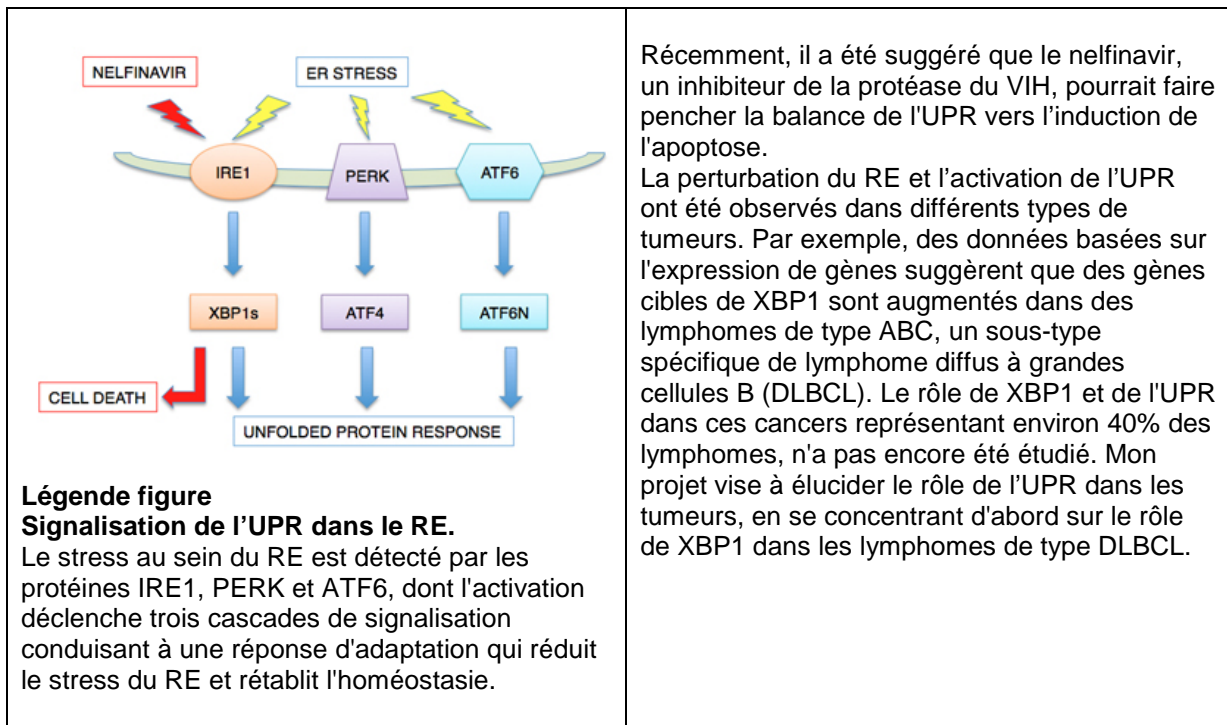 NELFINAVIR
ER STRESS
IRE1
PERK
ATF6
XBP1s
ATF4
ATF6N
CELL DEATH
UNFOLDED PROTEIN RESPONSE
Légende figure
Signalisation de l’UPR dans le RE.
Le stress au sein du RE est détecté par les
protéines IRE1, PERK et ATF6, dont l'activation
déclenche trois cascades de signalisation
conduisant à une réponse d'adaptation qui réduit
le stress du RE et rétablit l'homéostasie.
Récemment, il a été suggéré que le nelfinavir,
un inhibiteur de la protéase du VIH, pourrait faire
pencher la balance de l'UPR vers l’induction de
l'apoptose.
La perturbation du RE et l’activation de l’UPR
ont été observés dans différents types de
tumeurs. Par exemple, des données basées sur
l'expression de gènes suggèrent que des gènes
cibles de XBP1 sont augmentés dans des
lymphomes de type ABC, un sous-type
spécifique de lymphome diffus à grandes
cellules B (DLBCL). Le rôle de XBP1 et de l'UPR
dans ces cancers représentant environ 40% des
lymphomes, n'a pas encore été étudié. Mon
projet vise à élucider le rôle de l’UPR dans les
tumeurs, en se concentrant d'abord sur le rôle
de XBP1 dans les lymphomes de type DLBCL.